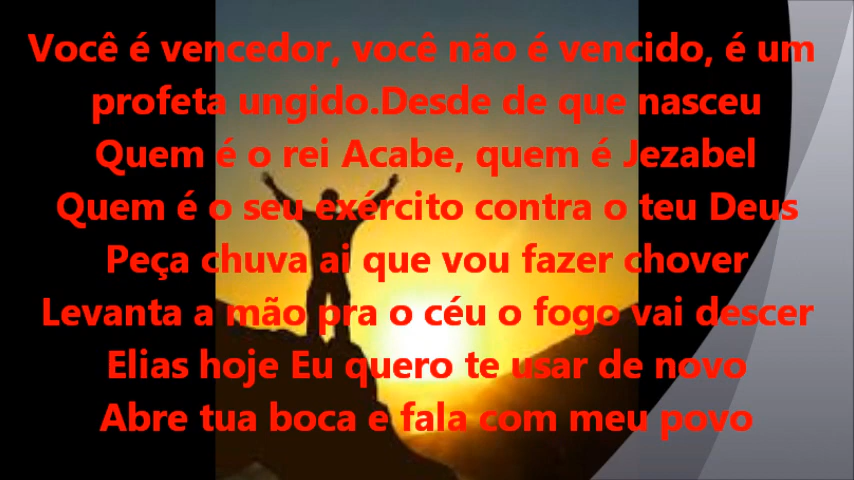 Você é vencedor, você não é vencido, é um
profeta ungido.Desde de que nasceu
Quem é o rei Acabe, quem é Jezabel
Quem é o seu exército contra o teu Deus
Peça chuva ai que vou fazer chover
Levanta a mão pra o céu o fogo vai descer
Elias hoje Eu quero te usar de novo
Abre tua boca e fala com meu povo